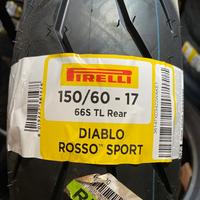 PIRELLI
150/60 - 17
66S TL Rear
DIABLO
ROSSO™ SPORT